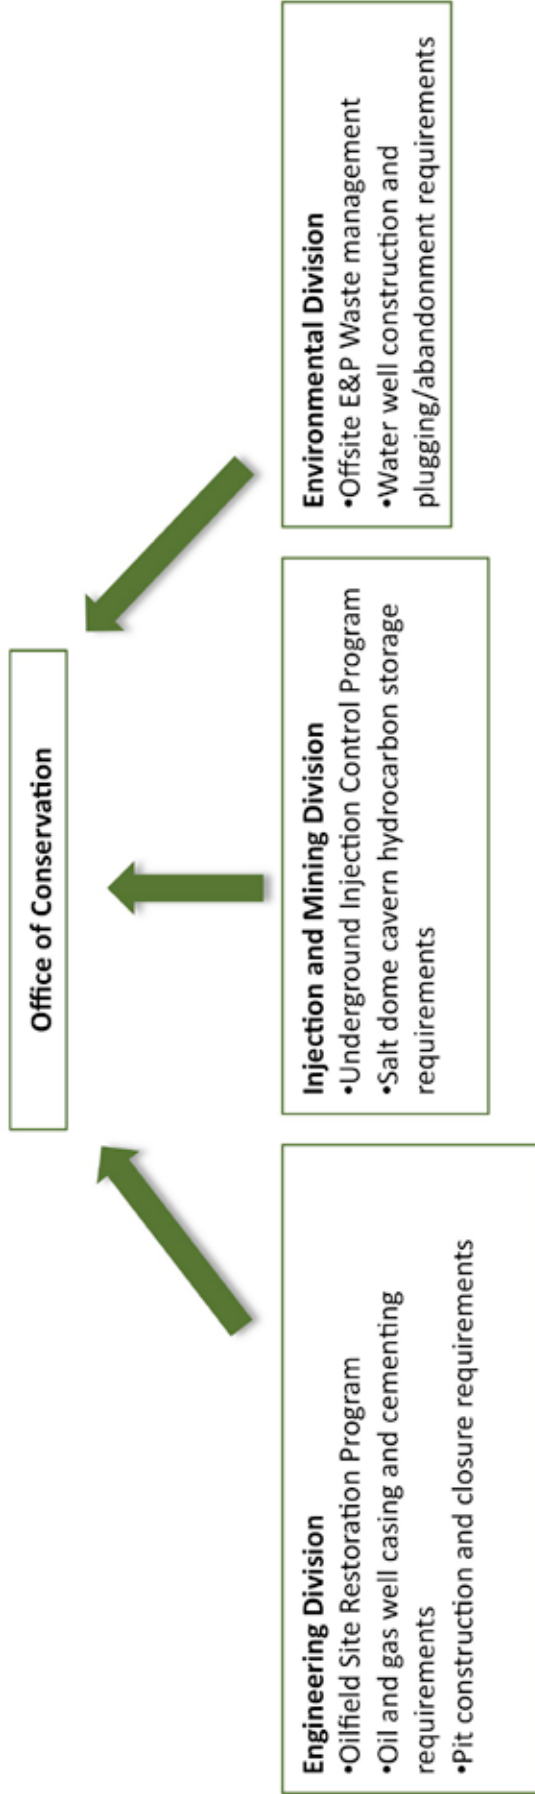 Office of Conservation
Engineering Division
•Oilfield Site Restoration Program
•Oil and gas well casing and cementing
requirements
•Pit construction and closure requirements
Injection and Mining Division
•Underground Injection Control Program
•Salt dome cavern hydrocarbon storage
requirements
Environmental Division
•Offsite E&P Waste management
•Water well construction and
plugging/abandonment requirements